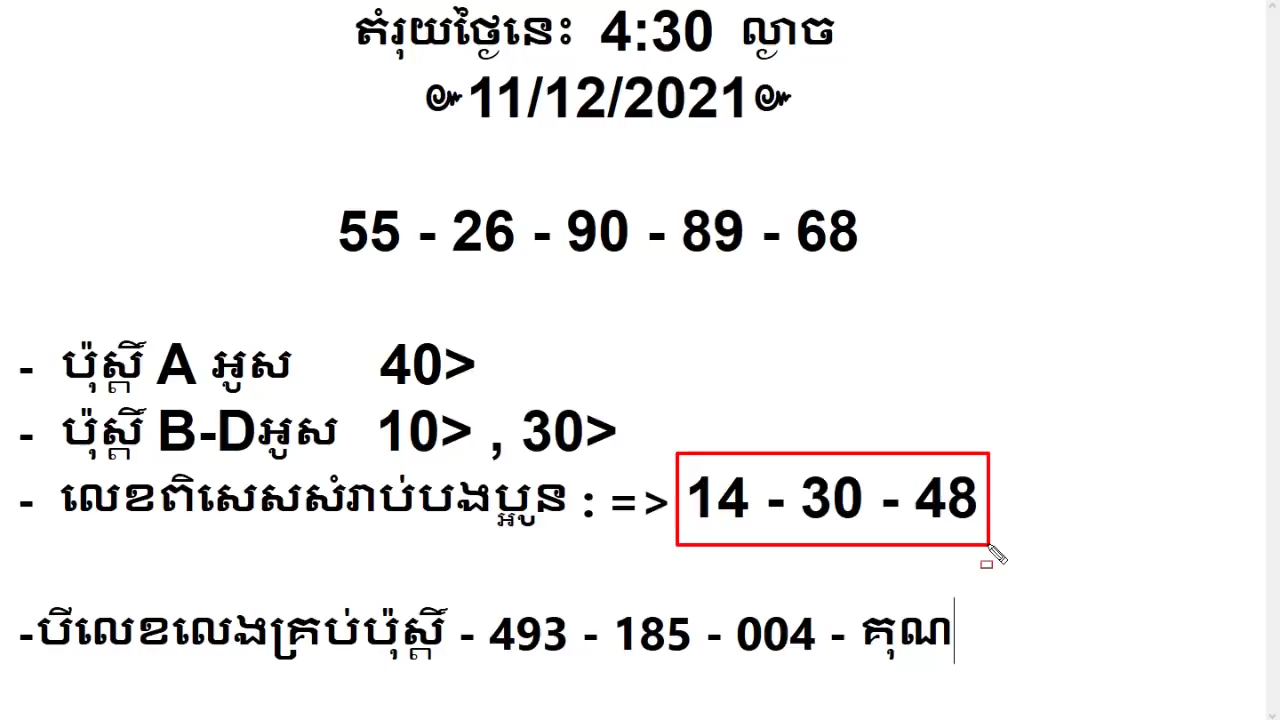 តំរុយថ្ងៃនេះ 4:30 ល្ងាច
๛11/12/2021๛
55 - 26 - 90 - 89 - 68
- ប៉ុស្តិ៍ A អូស 40>
- ប៉ុស្តិ៍ B-Dអូស 10> , 30>
- លេខពិសេសសំរាប់បងប្អូន : => 14 - 30 - 48
-បីលេខលេងគ្រប់ប៉ុស្តិ៍ - 493 - 185 - 004 - គុណ